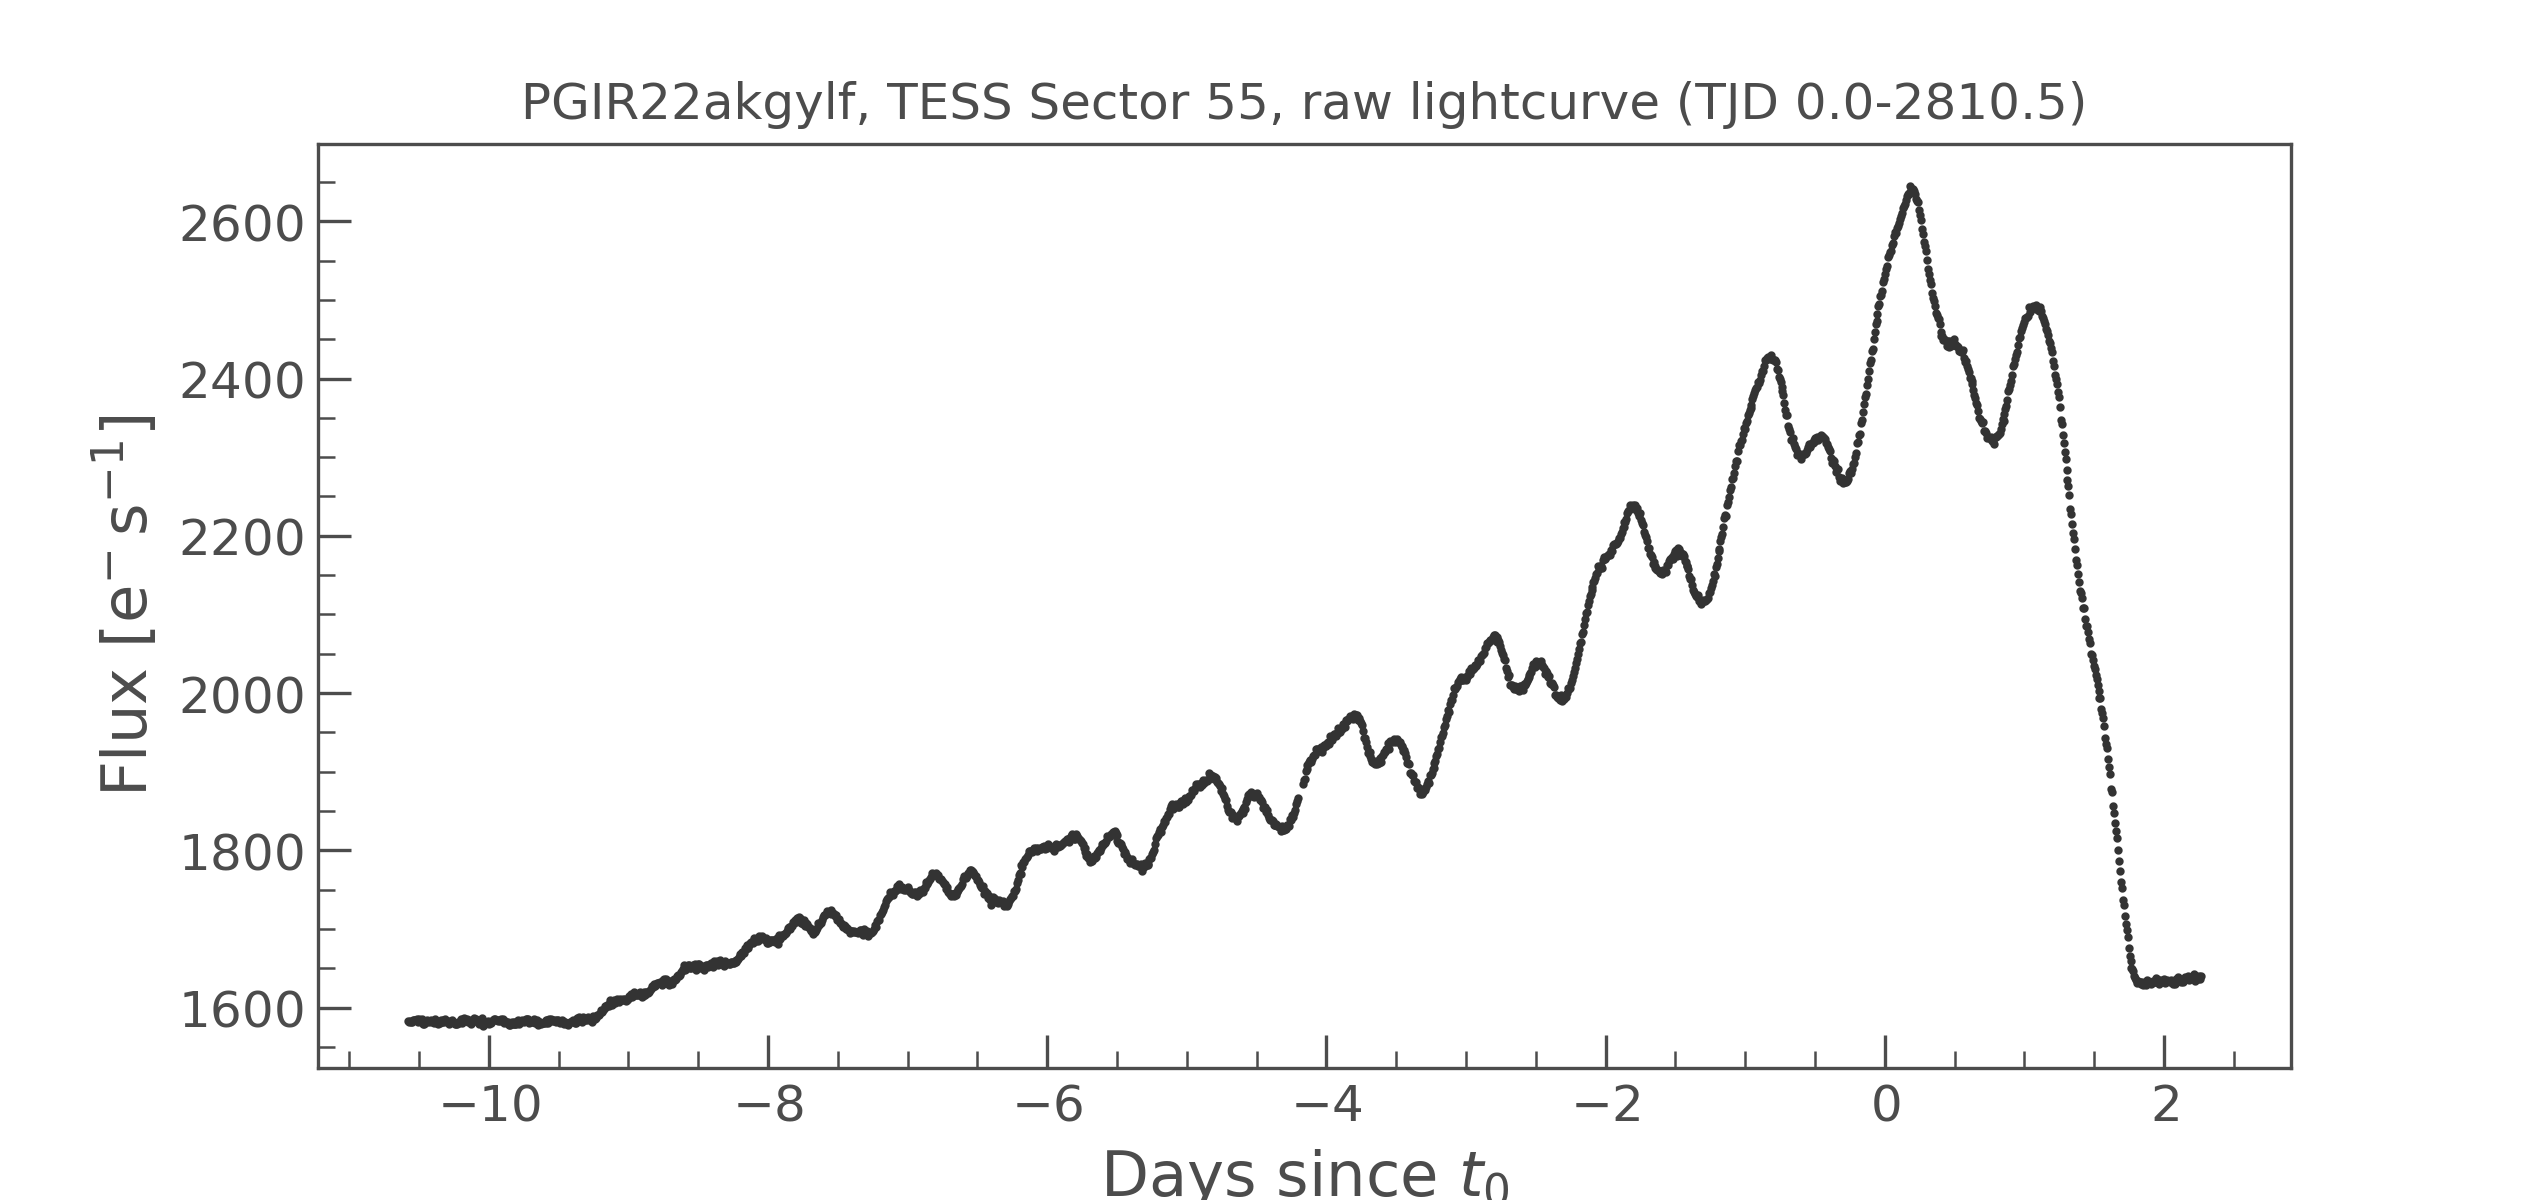 PGIR22akgylf, TESS Sector 55, raw lightcurve (TJD 0.0-2810.5)
Flux [e⁻ s⁻¹]
2600
2400
2200
2000
1800
1600
−10 −8 −6 −4 −2 0 2
Days since t₀